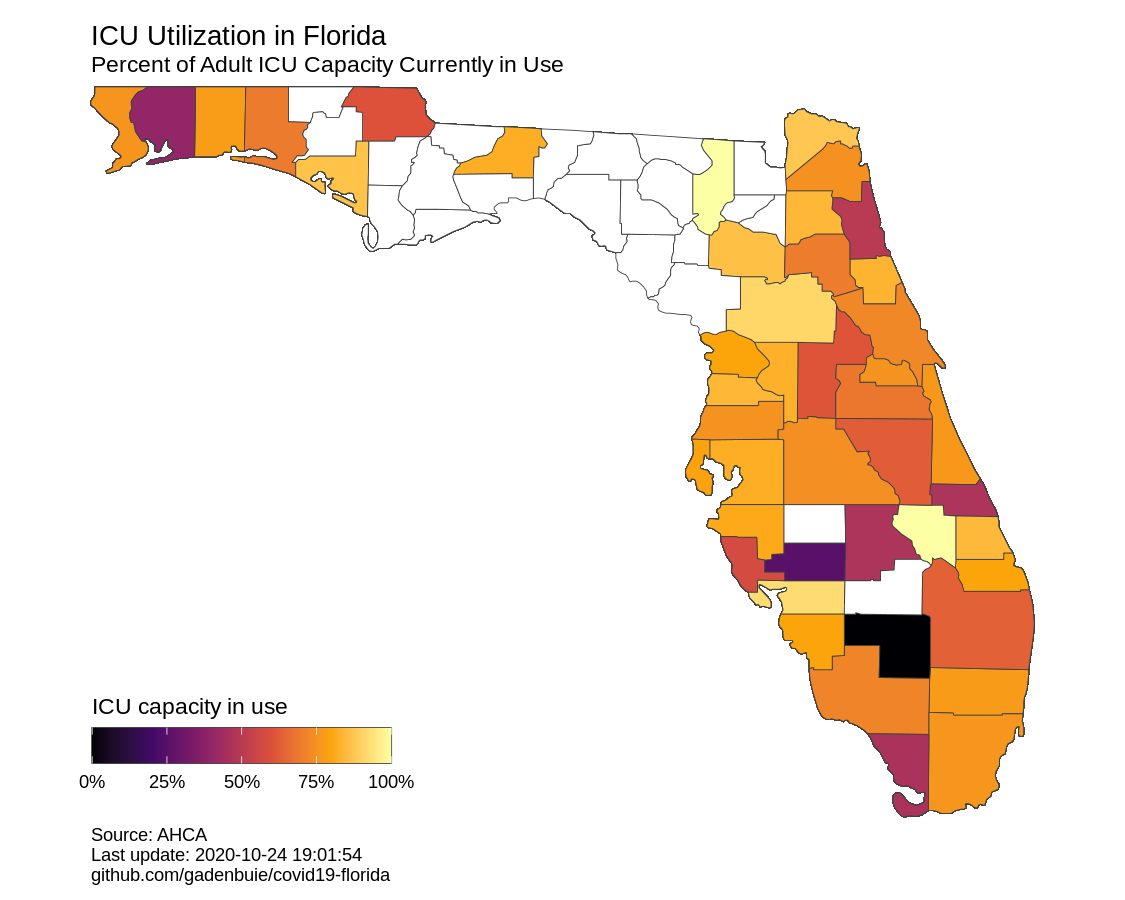 ICU Utilization in Florida
Percent of Adult ICU Capacity Currently in Use
ICU capacity in use
0% 25% 50% 75% 100%
Source: AHCA
Last update: 2020-10-24 19:01:54
github.com/gadenbuie/covid19-florida